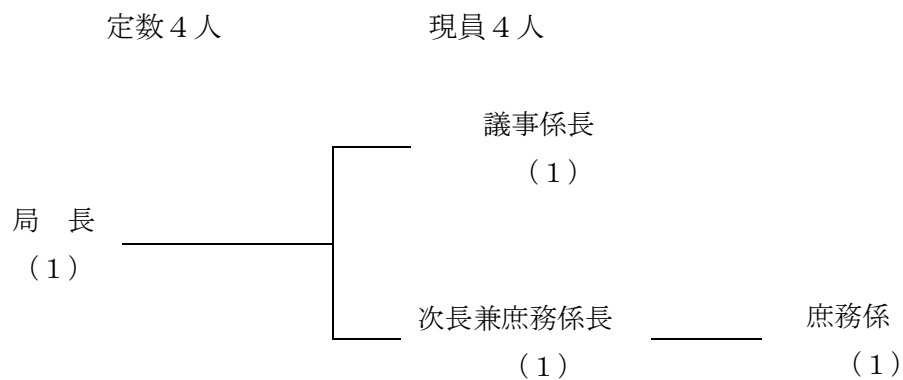 定数４人　現員４人
議事係長
（１）
局　長
（１）
次長兼庶務係長
（１）
庶務係
（１）